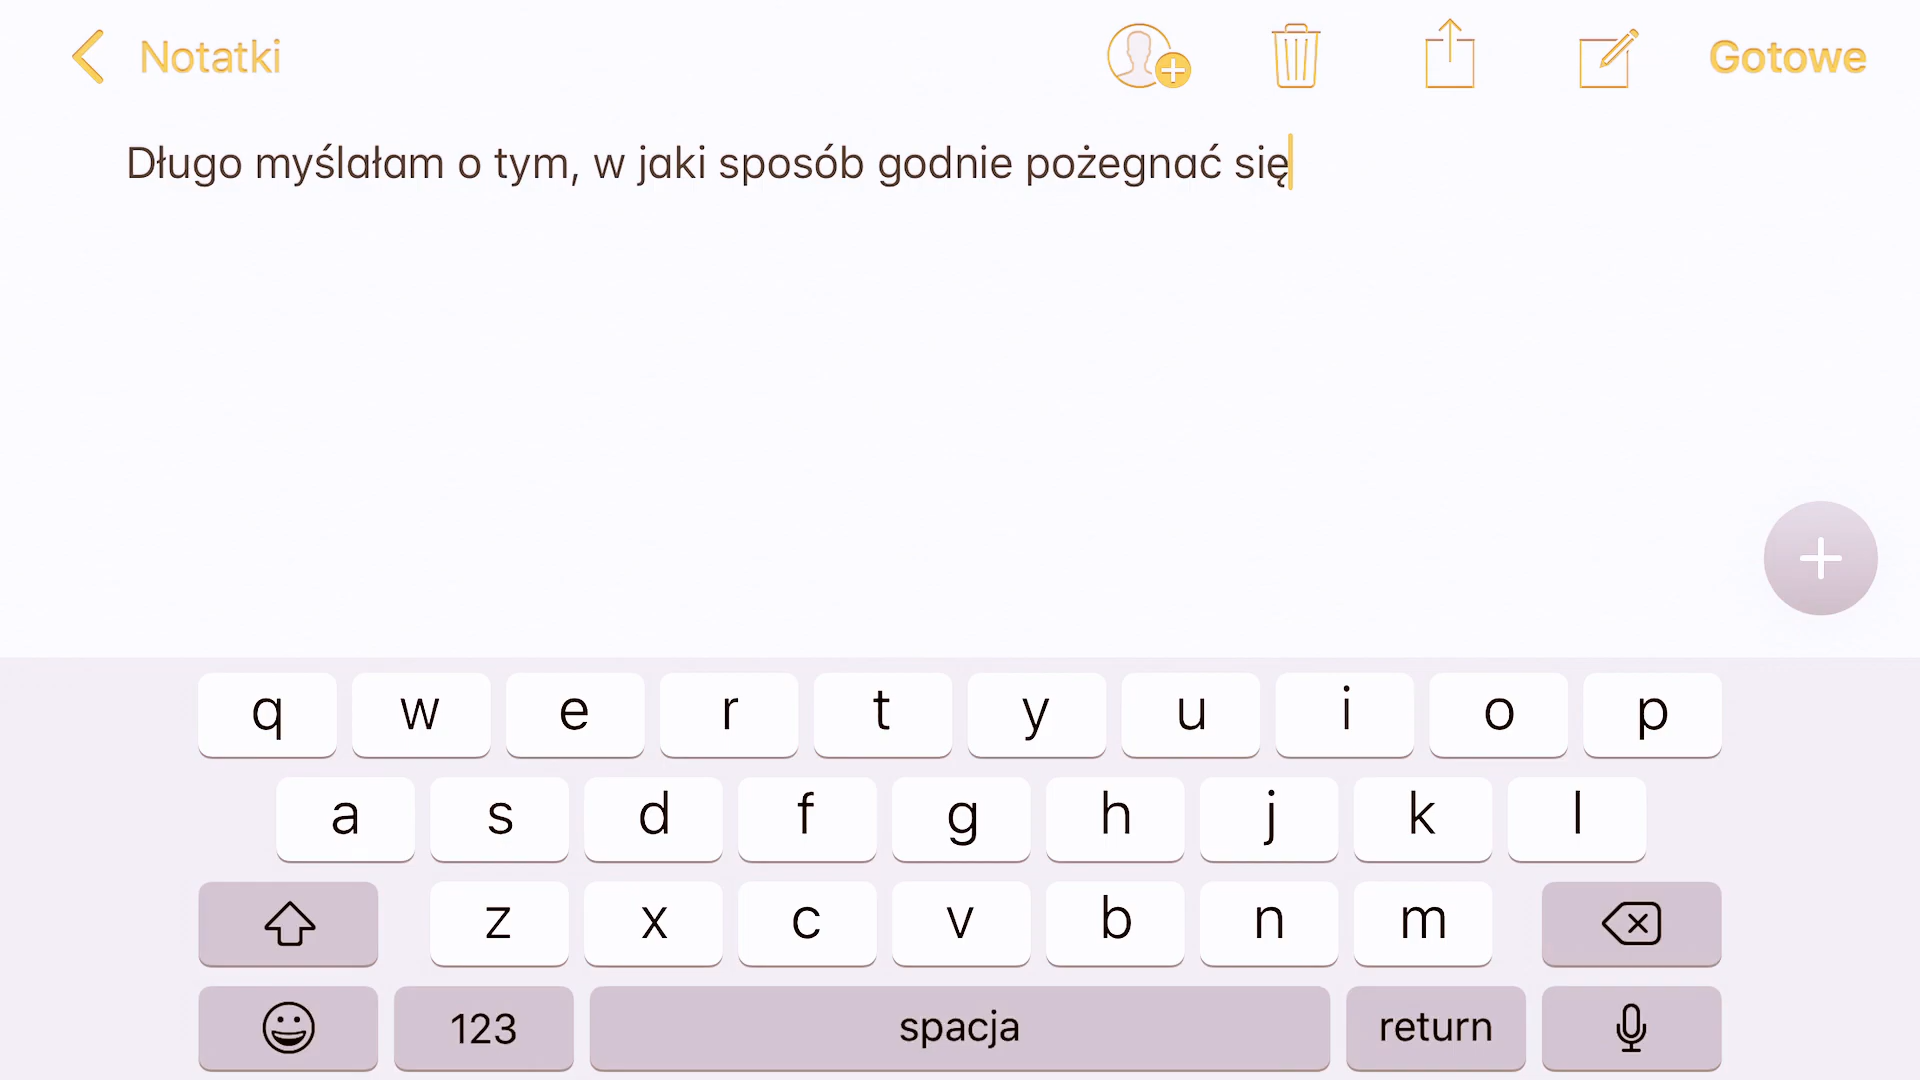 Notatki
Gotowe
Długo myślałam o tym, w jaki sposób godnie pożegnać się
q w e r t y u i o p
a s d f g h j k l
z x c v b n m
123 spacja return